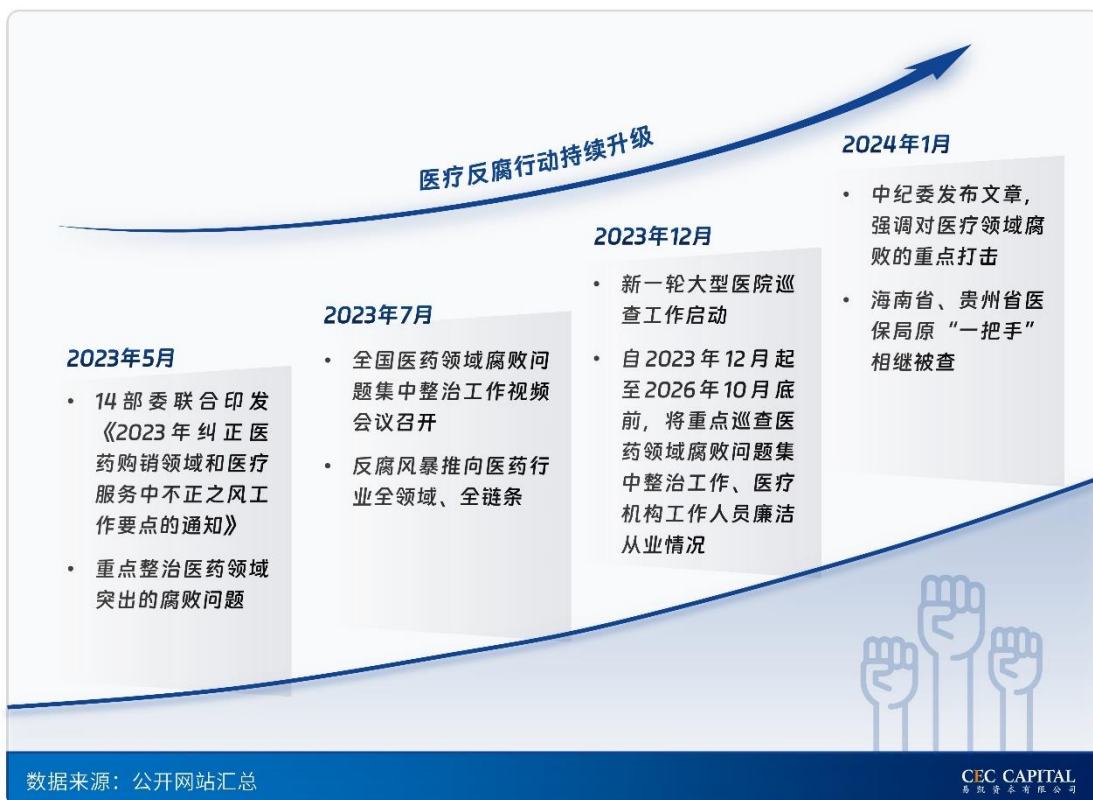 医疗反腐行动持续升级
2023年5月
• 14部委联合印发
《2023年纠正医
药购销领域和医疗
服务中不正之风工
作要点的通知》
• 重点整治医药领域
突出的腐败问题
2023年7月
• 全国医药领域腐败问
题集中整治工作视频
会议召开
• 反腐风暴推向医药行
业全领域、全链条
2023年12月
• 新一轮大型医院巡
查工作启动
• 自2023年12月起
至2026年10月底
前，将重点巡查医
药领域腐败问题集
中整治工作、医疗
机构工作人员廉洁
从业情况
2024年1月
• 中纪委发布文章，
强调对医疗领域腐
败的重点打击
• 海南省、贵州省医
保局原“一把手”
相继被查
数据来源：公开网站汇总
CEC CAPITAL
易凯资本有限公司